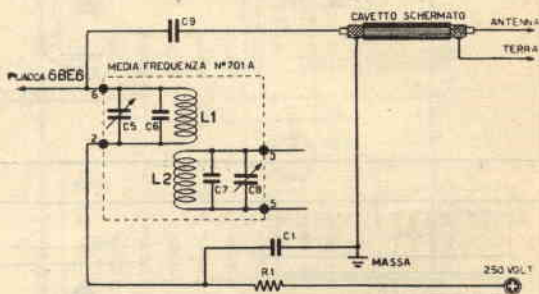 C9
CAVETTO SCHERMATO
ANTENNA
TERRA
PLACCA 6BE6
MEDIA FREQUENZA N°701A
6
C5
C6
L1
2
L2
C7
C8
3
5
C1
MASSA
R1
250 VOLT
+